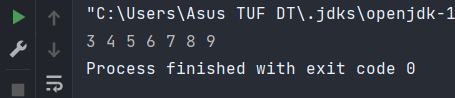 "C:\Users\Asus TUF DT\.jdks\openjdk-1
3 4 5 6 7 8 9
Process finished with exit code 0